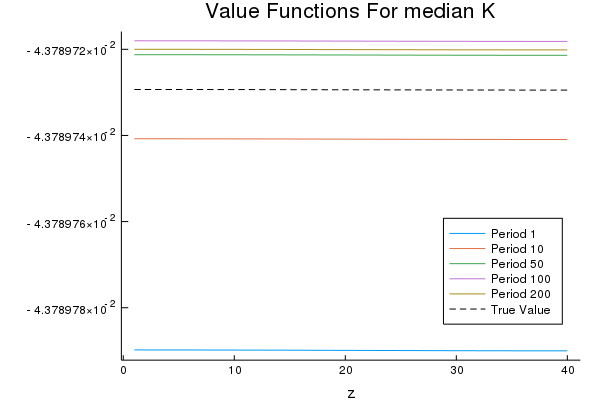 Value Functions For median K
- 4.378972×10⁻²
- 4.378974×10⁻²
- 4.378976×10⁻²
- 4.378978×10⁻²
Period 1
Period 10
Period 50
Period 100
Period 200
True Value
0 10 20 30 40
z